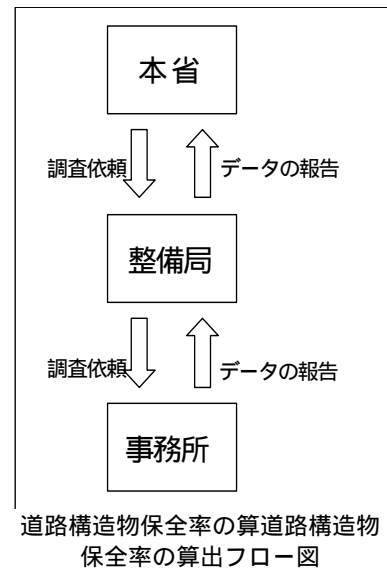 本省
調査依頼
データの報告
整備局
調査依頼
データの報告
事務所
道路構造物保全率の算道路構造物
保全率の算出フロー図